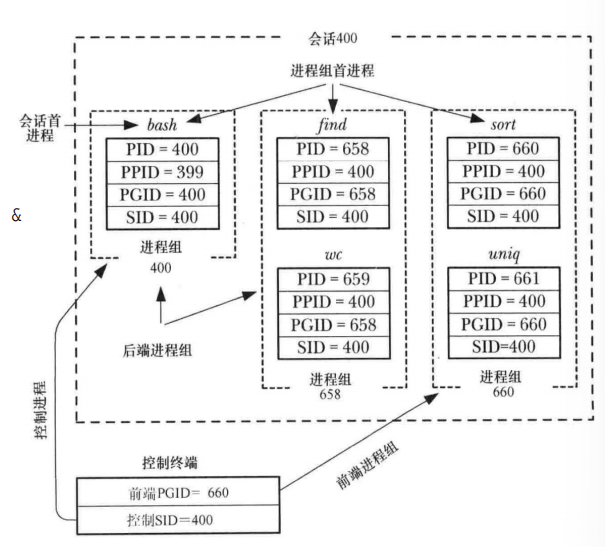 会话400
进程组首进程
会话首
进程
bash
PID = 400
PPID = 399
PGID = 400
SID = 400
进程组
400
find
PID = 658
PPID = 400
PGID = 658
SID = 400
wc
PID = 659
PPID = 400
PGID = 658
SID = 400
进程组
658
sort
PID = 660
PPID = 400
PGID = 660
SID = 400
uniq
PID = 661
PPID = 400
PGID = 660
SID=400
进程组
660
&
后端进程组
控制进程
前端进程组
控制终端
前端PGID= 660
控制SID=400